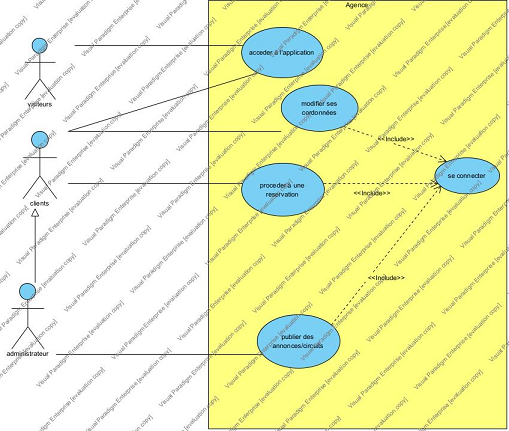 Agence
acceder à l'application
visiteurs
modifier ses
cordonnées
<<Include>>
se connecter
clients
proceder à une
reservation
<<Include>>
<<Include>>
administrateur
publier des
annonces/circuits
Visual Paradigm Enterprise [evaluation copy]